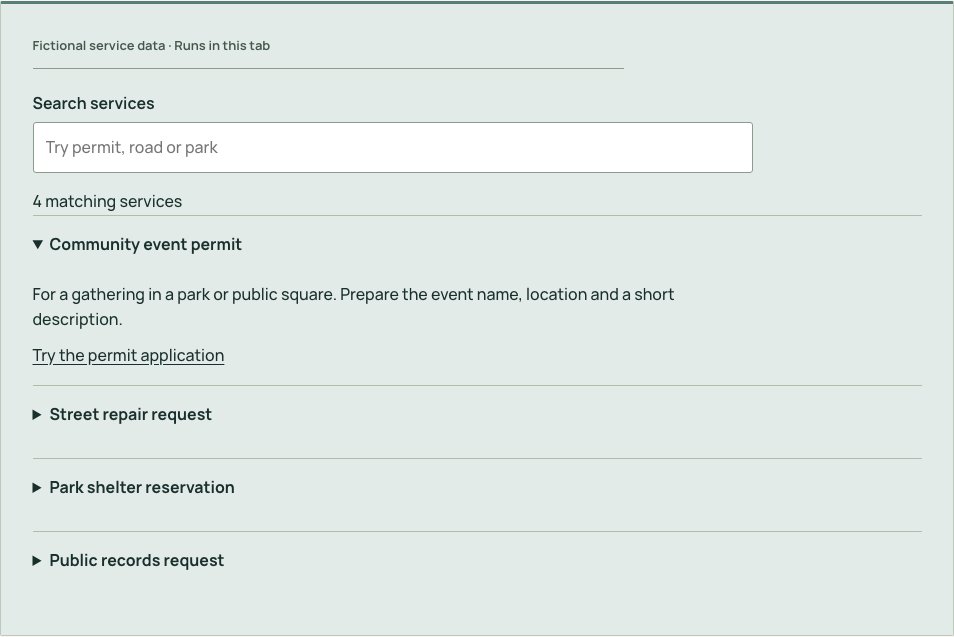 Fictional service data · Runs in this tab
Search services
Try permit, road or park
4 matching services
Community event permit
For a gathering in a park or public square. Prepare the event name, location and a short
description.
Try the permit application
Street repair request
Park shelter reservation
Public records request